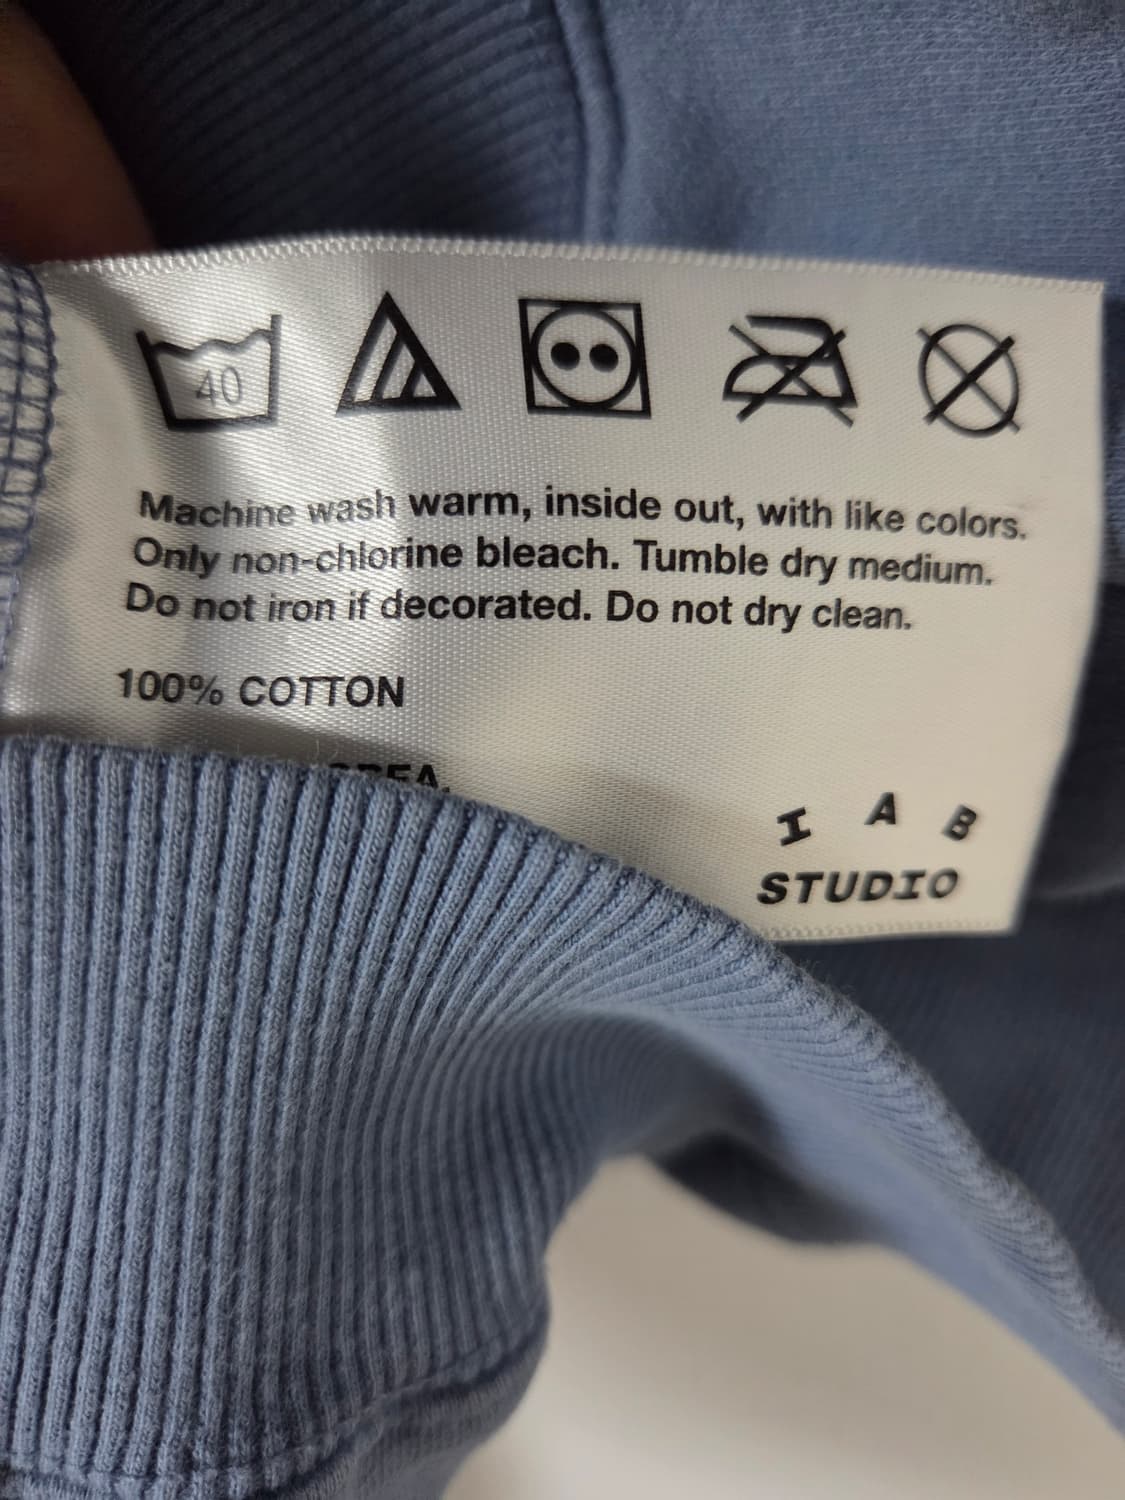 40
Machine wash warm, inside out, with like colors.
Only non-chlorine bleach. Tumble dry medium.
Do not iron if decorated. Do not dry clean.
100% COTTON
I A B
STUDIO